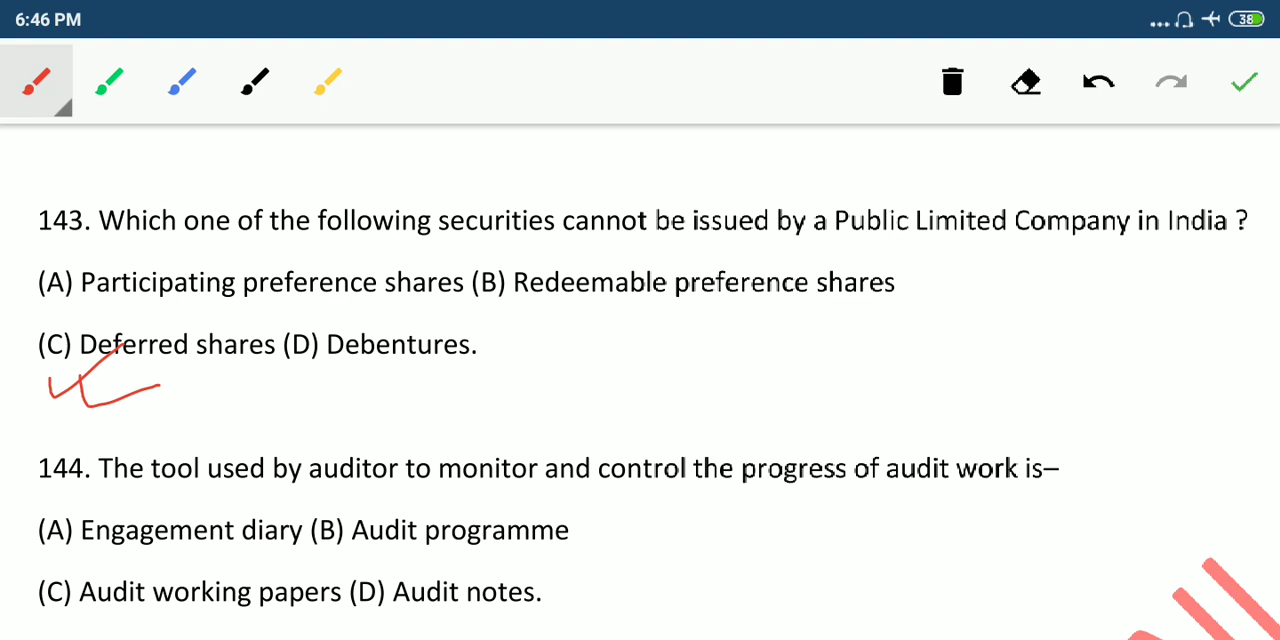 6:46 PM
38
143. Which one of the following securities cannot be issued by a Public Limited Company in India ?
(A) Participating preference shares (B) Redeemable preference shares
(C) Deferred shares (D) Debentures.
144. The tool used by auditor to monitor and control the progress of audit work is–
(A) Engagement diary (B) Audit programme
(C) Audit working papers (D) Audit notes.